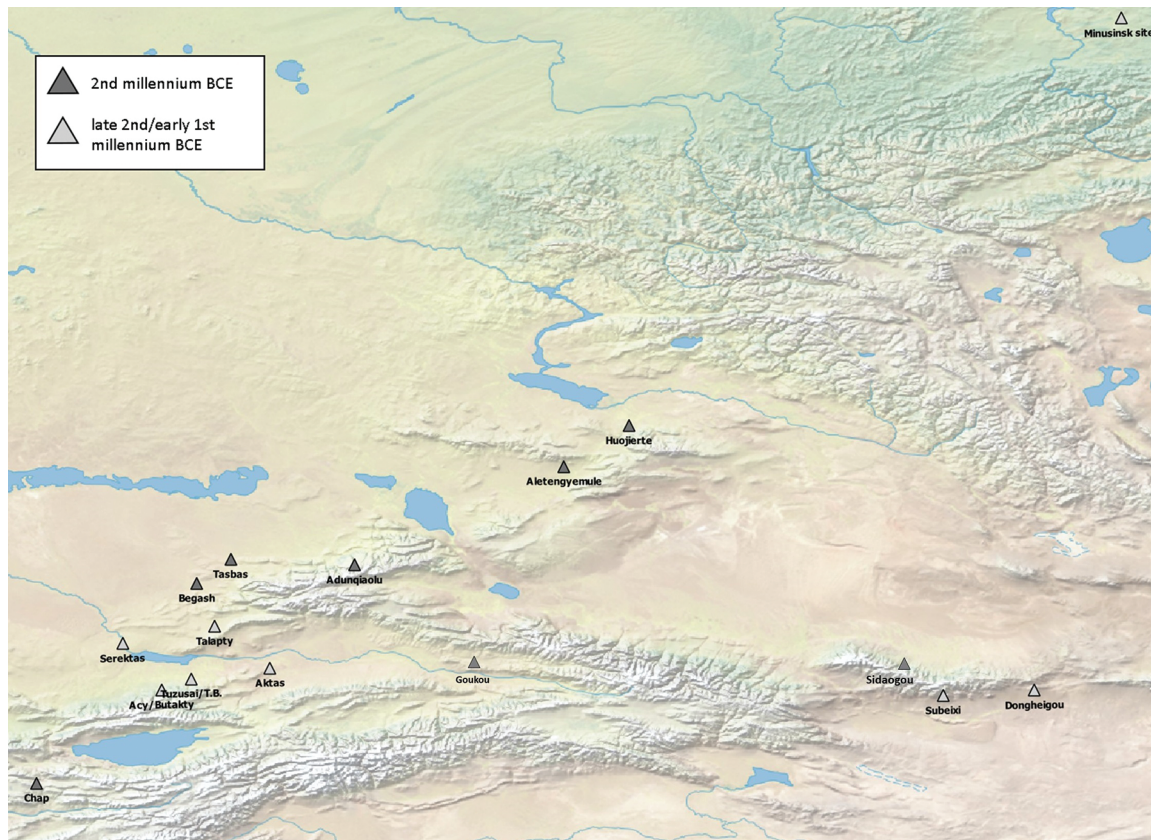 Minusinsk site
2nd millennium BCE
late 2nd/early 1st
millennium BCE
Huojierte
Aletengyemule
Tasbas
Adunqiaolu
Begash
Talapty
Serektas
Aktas
Goukou
Sidaogou
Tuzusai/T.B.
Acy/Butakty
Subeixi
Dongheigou
Chap